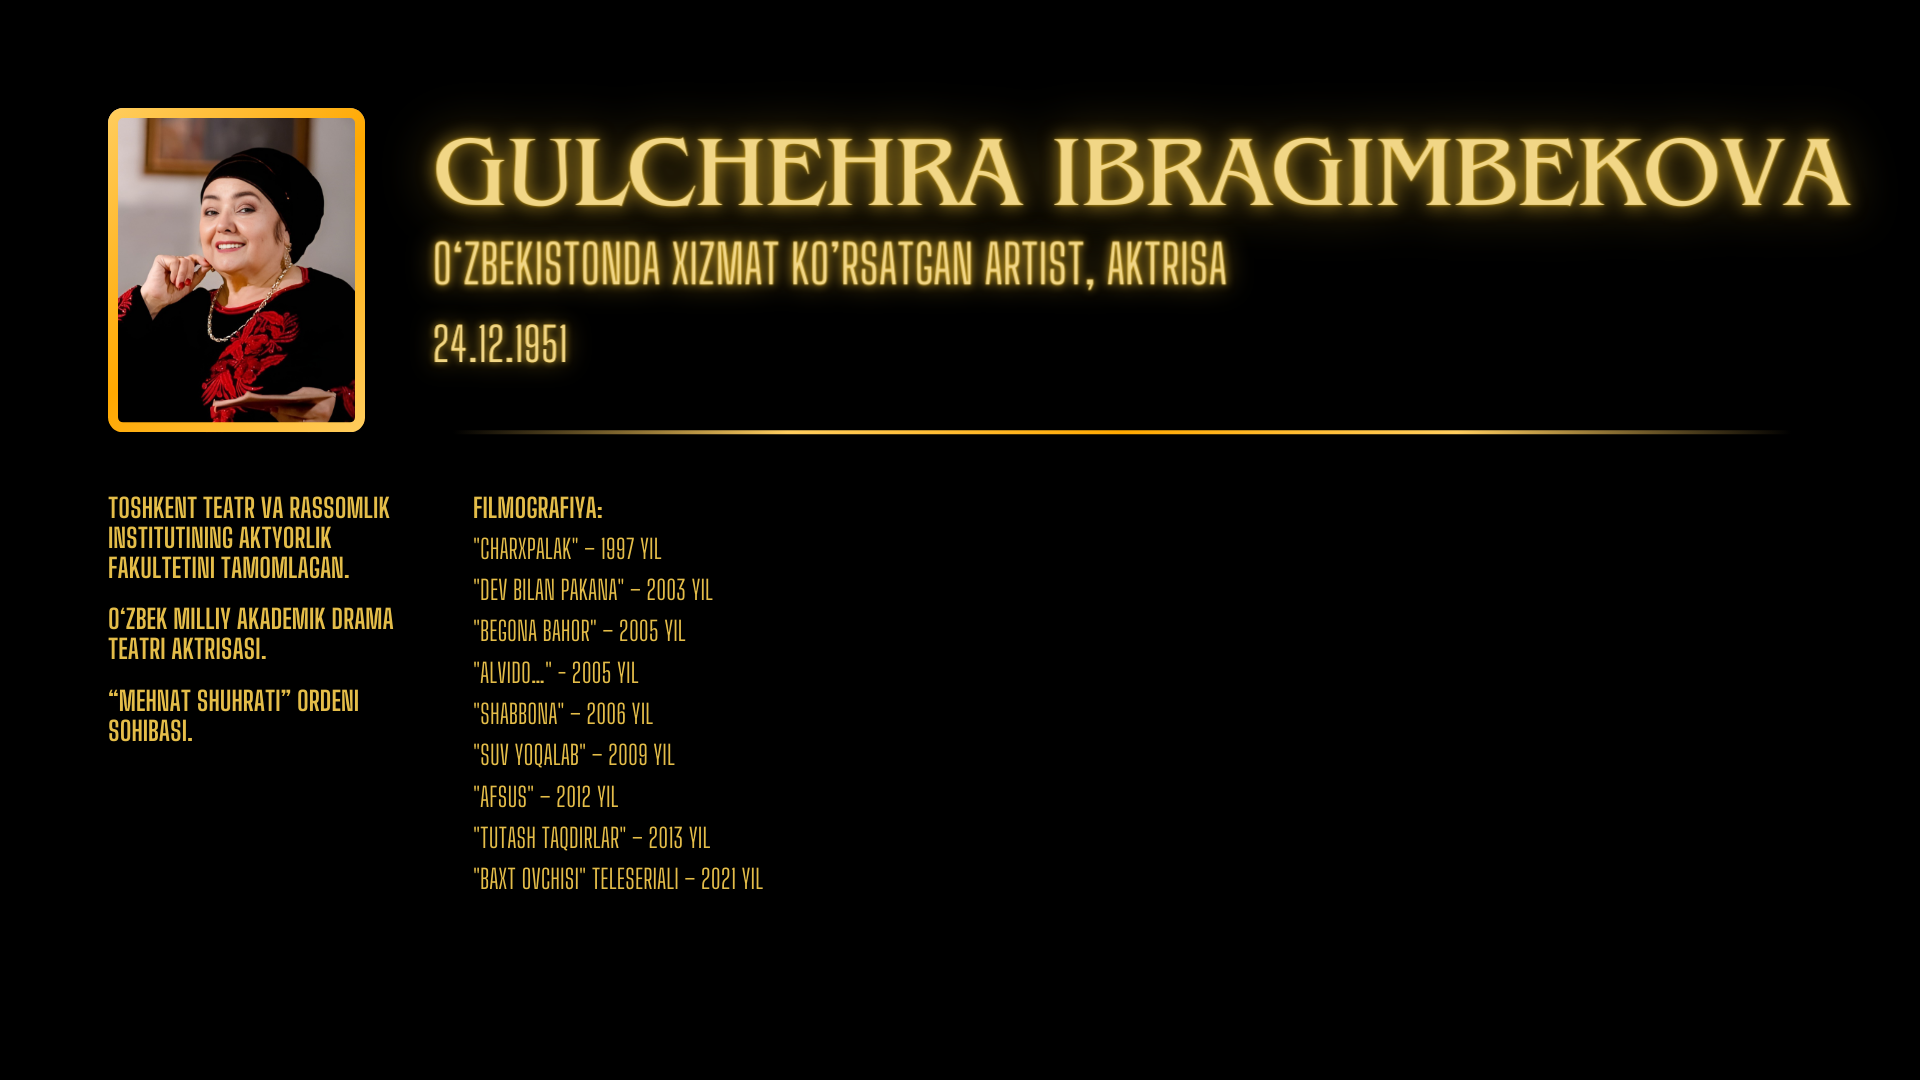 GULCHEHRA IBRAGIMBEKOVA
O‘ZBEKISTONDA XIZMAT KO’RSATGAN ARTIST, AKTRISA
24.12.1951
TOSHKENT TEATR VA RASSOMLIK
INSTITUTINING AKTYORLIK
FAKULTETINI TAMOMLAGAN.
O‘ZBEK MILLIY AKADEMIK DRAMA
TEATRI AKTRISASI.
“MEHNAT SHUHRATI” ORDENI
SOHIBASI.
FILMOGRAFIYA:
"CHARXPALAK" – 1997 YIL
"DEV BILAN PAKANA" – 2003 YIL
"BEGONA BAHOR" – 2005 YIL
"ALVIDO..." - 2005 YIL
"SHABBONA" – 2006 YIL
"SUV YOQALAB" – 2009 YIL
"AFSUS" – 2012 YIL
"TUTASH TAQDIRLAR" – 2013 YIL
"BAXT OVCHISI" TELESERIALI – 2021 YIL